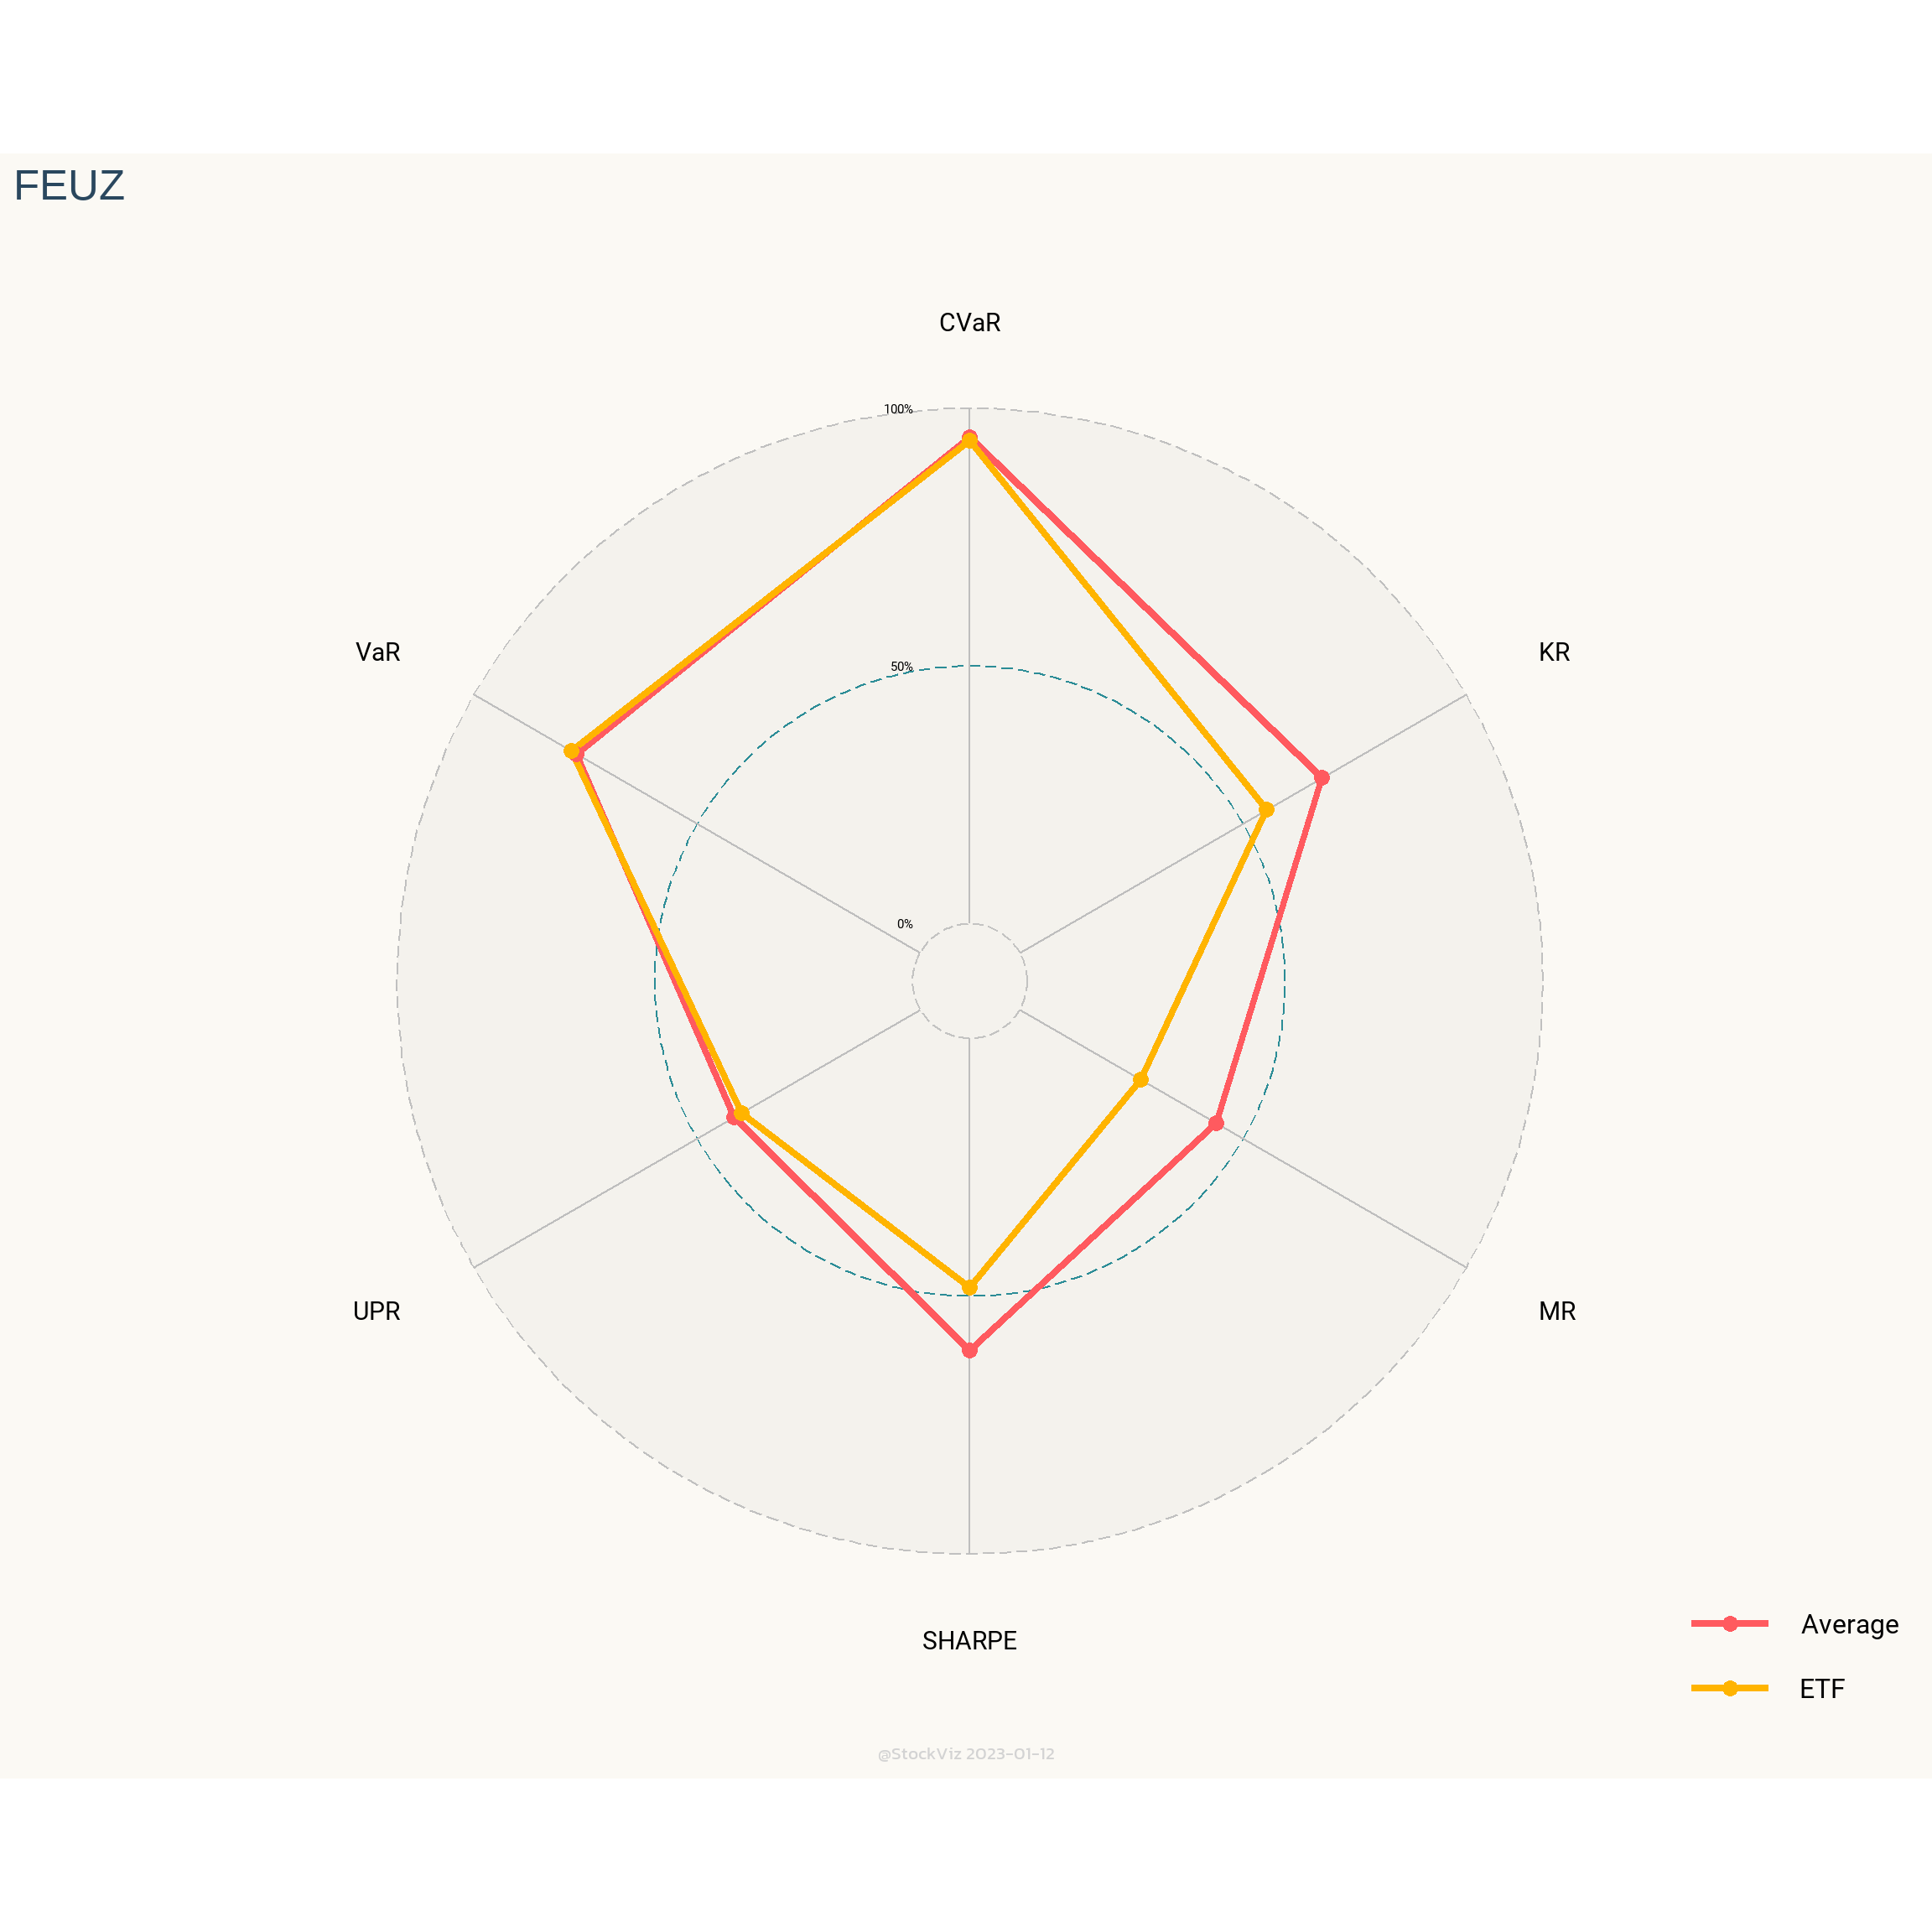 FEUZ
CVaR
100%
VaR
KR
50%
0%
UPR
MR
SHARPE
Average
ETF
@StockViz 2023-01-12